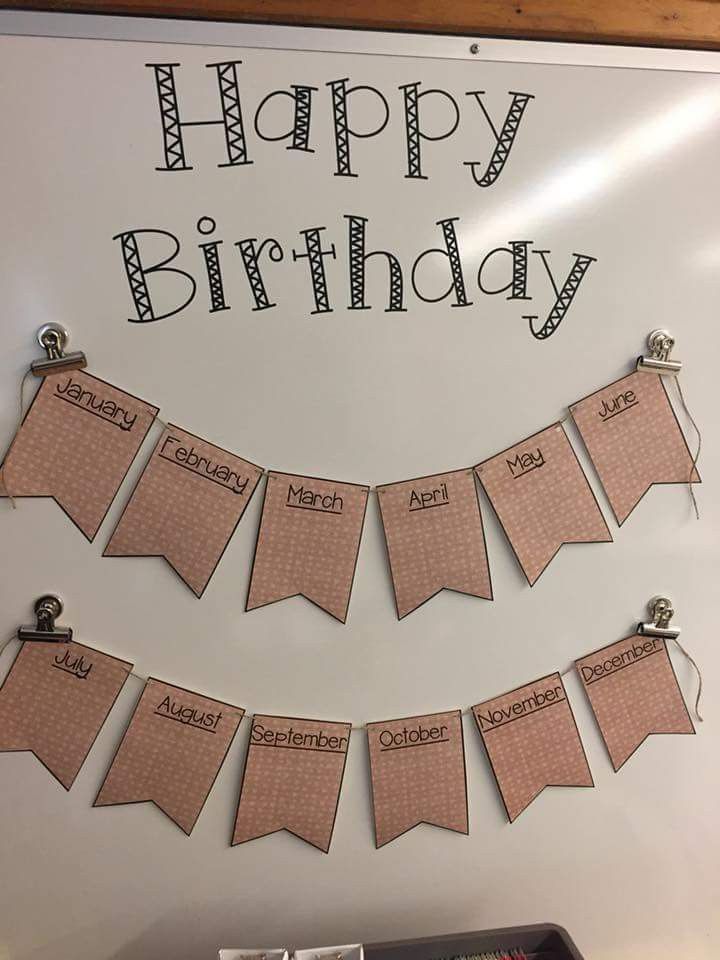 Happy
Birthday
January
February
March
April
May
June
July
August
September
October
November
December